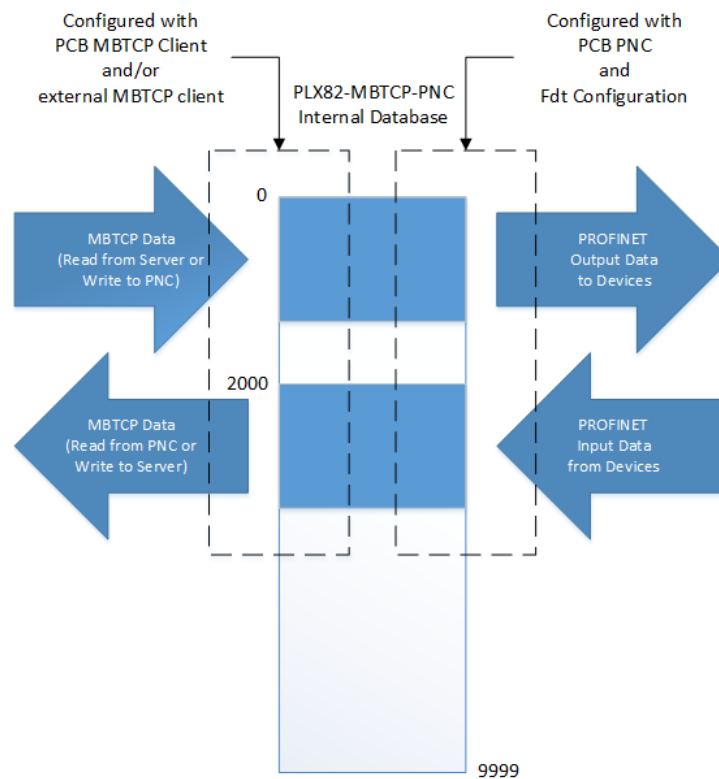 Configured with
PCB MBTCP Client
and/or
external MBTCP client
PLX82-MBTCP-PNC
Internal Database
Configured with
PCB PNC
and
Fdt Configuration
0
MBTCP Data
(Read from Server or
Write to PNC)
PROFINET
Output Data
to Devices
2000
MBTCP Data
(Read from PNC or
Write to Server)
PROFINET
Input Data
from Devices
9999